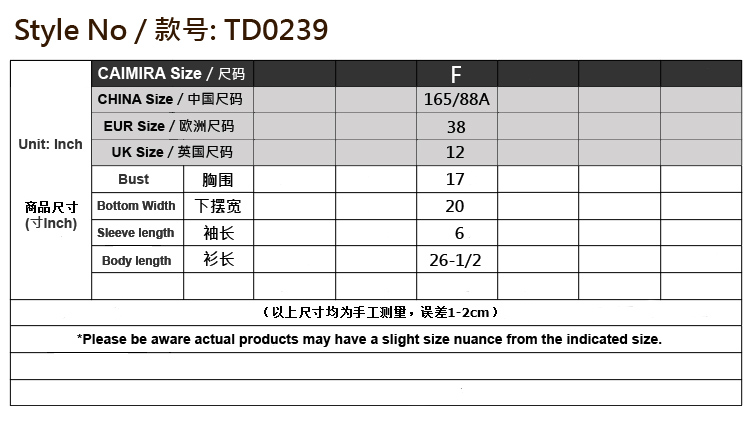 Style No / 款号: TD0239
CAIMIRA Size / 尺码 F
CHINA Size / 中国尺码 165/88A
EUR Size / 欧洲尺码 38
Unit: Inch
UK Size / 英国尺码 12
Bust 胸围 17
商品尺寸
Bottom Width 下摆宽 20
(寸Inch)
Sleeve length 袖长 6
Body length 衫长 26-1/2
(以上尺寸均为手工测量，误差1-2cm)
*Please be aware actual products may have a slight size nuance from the indicated size.